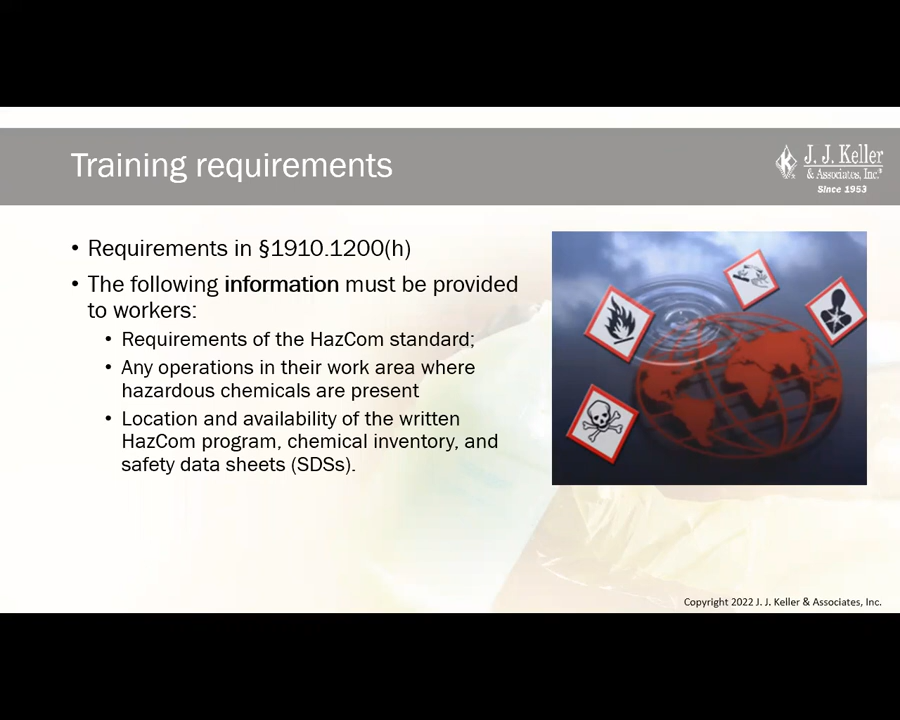 Training requirements
J. J. Keller
& Associates, Inc.®
Since 1953
• Requirements in §1910.1200(h)
• The following information must be provided
to workers:
• Requirements of the HazCom standard;
• Any operations in their work area where
hazardous chemicals are present
• Location and availability of the written
HazCom program, chemical inventory, and
safety data sheets (SDSs).
Copyright 2022 J. J. Keller & Associates, Inc.